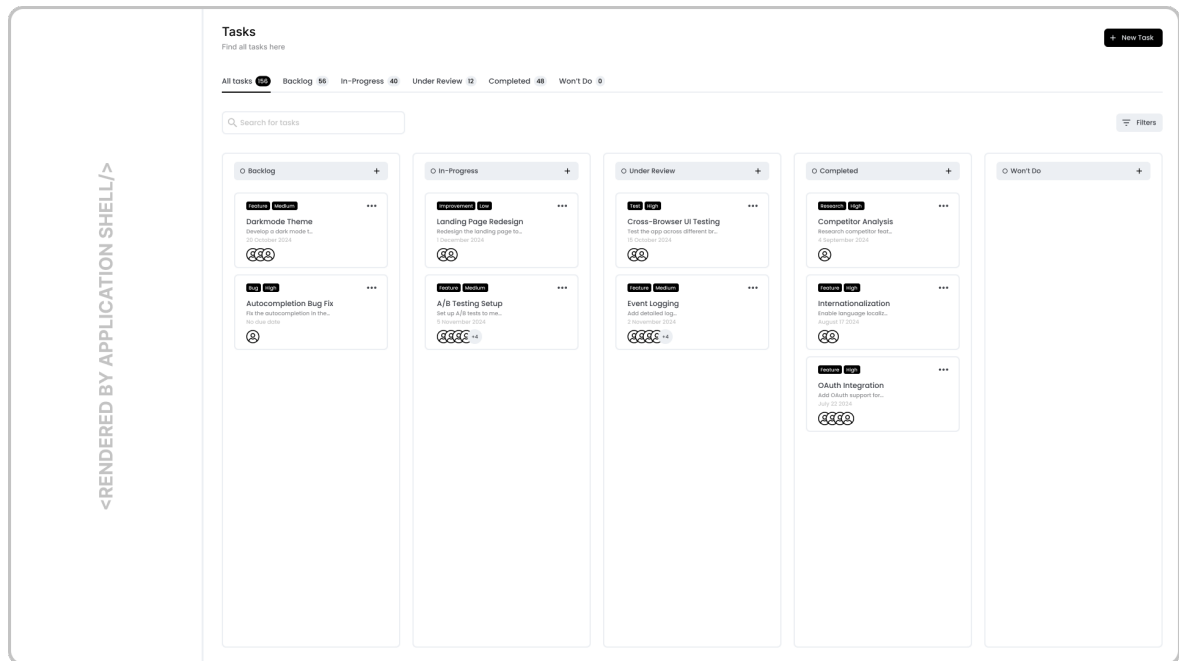 <RENDERED BY APPLICATION SHELL/>
Tasks
Find all tasks here
+ New Task
All tasks 156 Backlog 56 In-Progress 40 Under Review 12 Completed 48 Won't Do 0
Search for tasks
Filters
Backlog +
Feature Medium
Darkmode Theme
Develop a dark mode t...
20 October 2024
Bug High
Autocompletion Bug Fix
Fix the autocompletion in the...
No due date
In-Progress +
Improvement Low
Landing Page Redesign
Redesign the landing page to...
1 December 2024
Feature Medium
A/B Testing Setup
Set up A/B tests to me...
5 November 2024
+4
Under Review +
Test High
Cross-Browser UI Testing
Test the app across different br...
15 October 2024
Feature Medium
Event Logging
Add detailed log...
2 November 2024
+4
Completed +
Research High
Competitor Analysis
Research competitor feat...
4 September 2024
Feature High
Internationalization
Enable language localiz...
August 17 2024
Feature High
OAuth Integration
Add OAuth support for...
July 22 2024
Won't Do +